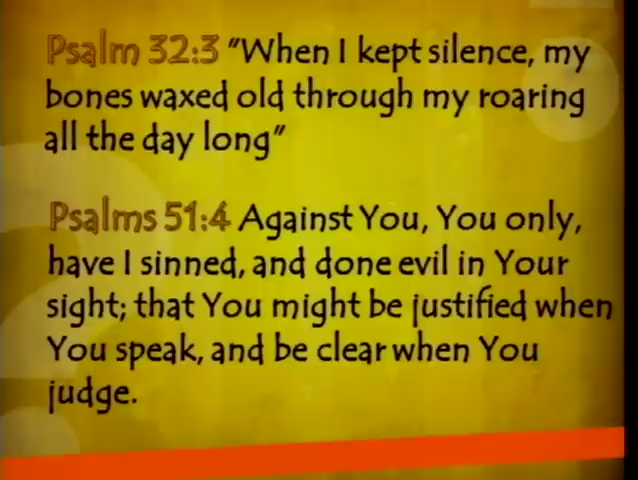 Psalm 32:3 "When I kept silence, my
bones waxed old through my roaring
all the day long"
Psalms 51:4 Against You, You only,
have I sinned, and done evil in Your
sight; that You might be justified when
You speak, and be clear when You
judge.